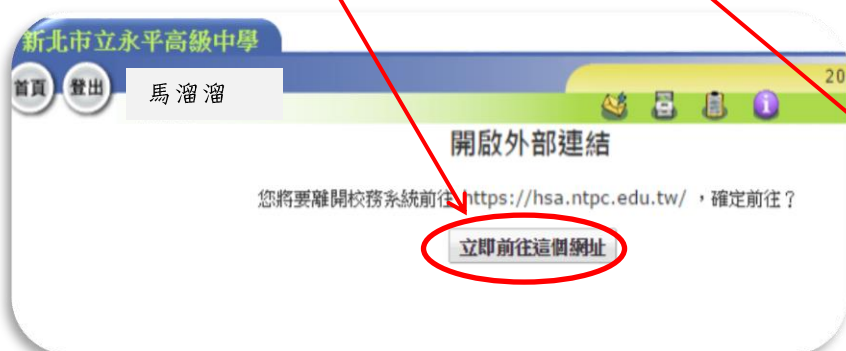 新北市立永平高級中學
首頁 登出 馬溜溜
20
開啟外部連結
您將要離開校務系統前往 https://hsa.ntpc.edu.tw/ ，確定前往？
立即前往這個網址